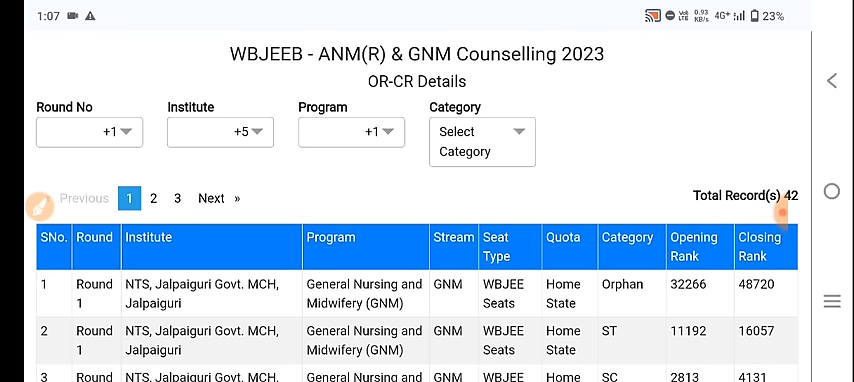 1:07 Vo) LTE 0.93 KB/s 4G+ 23%
WBJEEB - ANM(R) & GNM Counselling 2023
OR-CR Details
Round No Institute Program Category
+1 +5 +1 Select Category
Previous 1 2 3 Next » Total Record(s) 42
SNo. Round Institute Program Stream Seat Type Quota Category Opening Rank Closing Rank
1 Round 1 NTS, Jalpaiguri Govt. MCH, Jalpaiguri General Nursing and Midwifery (GNM) GNM WBJEE Seats Home State Orphan 32266 48720
2 Round 1 NTS, Jalpaiguri Govt. MCH, Jalpaiguri General Nursing and Midwifery (GNM) GNM WBJEE Seats Home State ST 11192 16057
3 Round NTS, Jalpaiguri Govt. MCH, General Nursing and GNM WBJEE Home SC 2813 4131